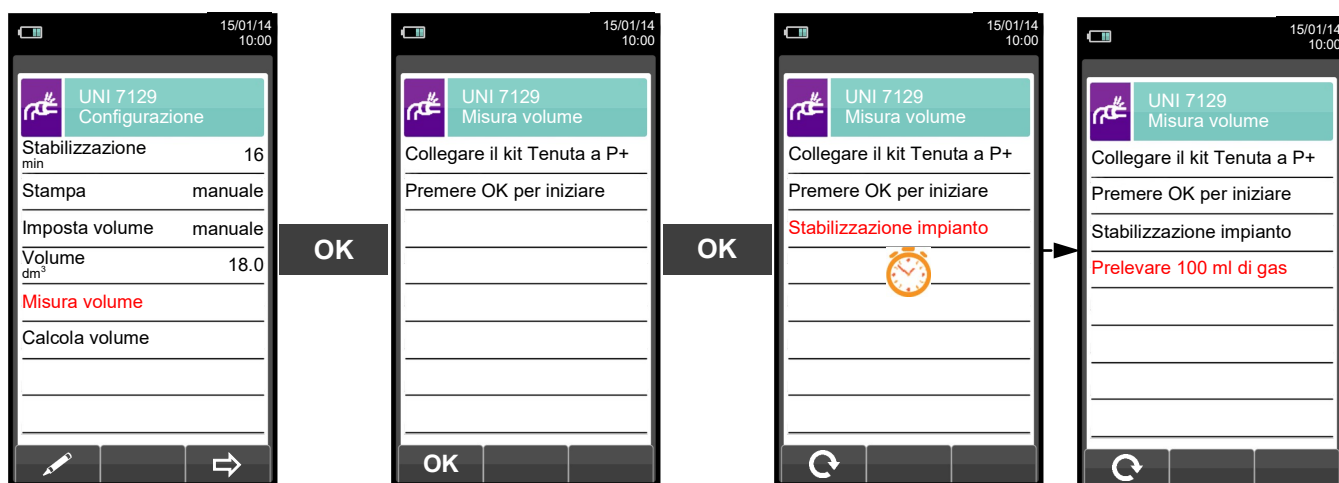 15/01/14
10:00
UNI 7129
Configurazione
Stabilizzazione
min
16
Stampa manuale
Imposta volume manuale
Volume
dm³
18.0
Misura volume
Calcola volume
OK
15/01/14
10:00
UNI 7129
Misura volume
Collegare il kit Tenuta a P+
Premere OK per iniziare
OK
OK
15/01/14
10:00
UNI 7129
Misura volume
Collegare il kit Tenuta a P+
Premere OK per iniziare
Stabilizzazione impianto
15/01/14
10:00
UNI 7129
Misura volume
Collegare il kit Tenuta a P+
Premere OK per iniziare
Stabilizzazione impianto
Prelevare 100 ml di gas